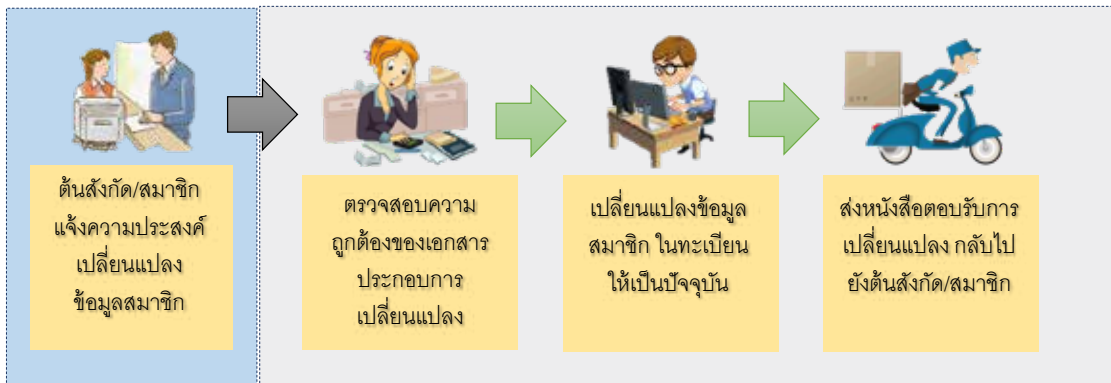 ต้นสังกัด/สมาชิก
แจ้งความประสงค์
เปลี่ยนแปลง
ข้อมูลสมาชิก
ตรวจสอบความ
ถูกต้องของเอกสาร
ประกอบการ
เปลี่ยนแปลง
เปลี่ยนแปลงข้อมูล
สมาชิก ในทะเบียน
ให้เป็นปัจจุบัน
ส่งหนังสือตอบรับการ
เปลี่ยนแปลง กลับไป
ยังต้นสังกัด/สมาชิก